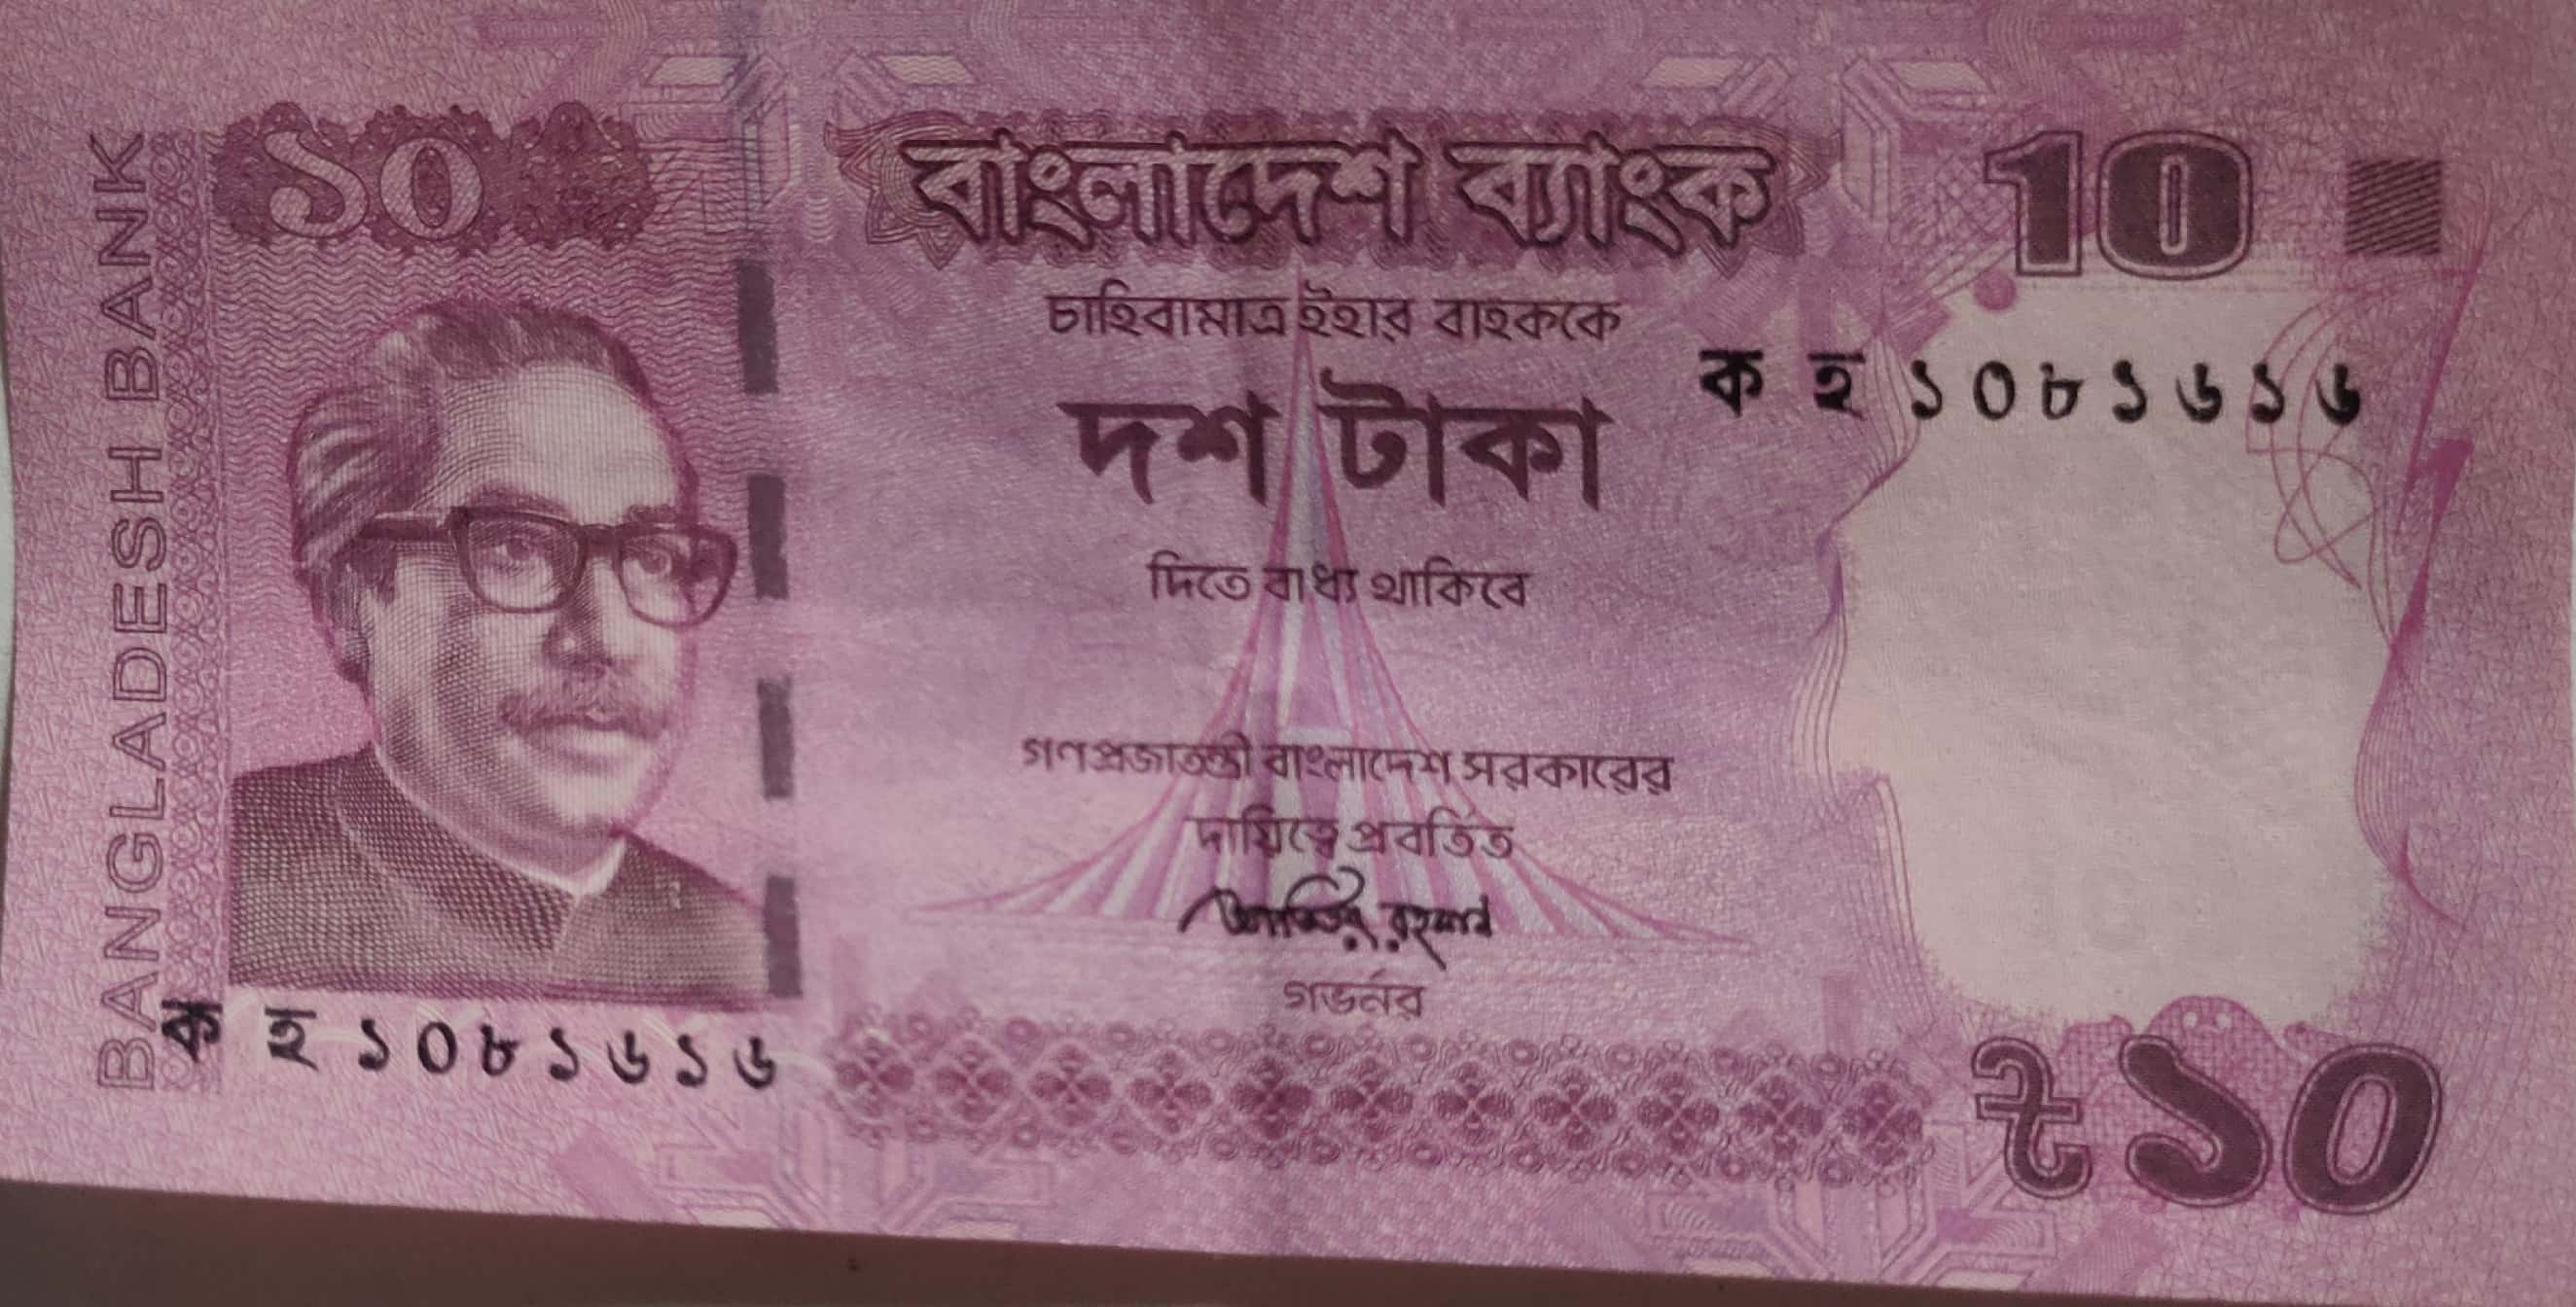 BANGLADESH BANK
১০
বাংলাদেশ ব্যাংক
10
চাহিবামাত্র ইহার বাহককে
দশ টাকা
ক হ ১০৮১৬১৬
দিতে বাধ্য থাকিবে
গণপ্রজাতন্ত্রী বাংলাদেশ সরকারের
দায়িত্বে প্রবর্তিত
আতিউর রহমান
গভর্নর
ক হ ১০৮১৬১৬
৳১০